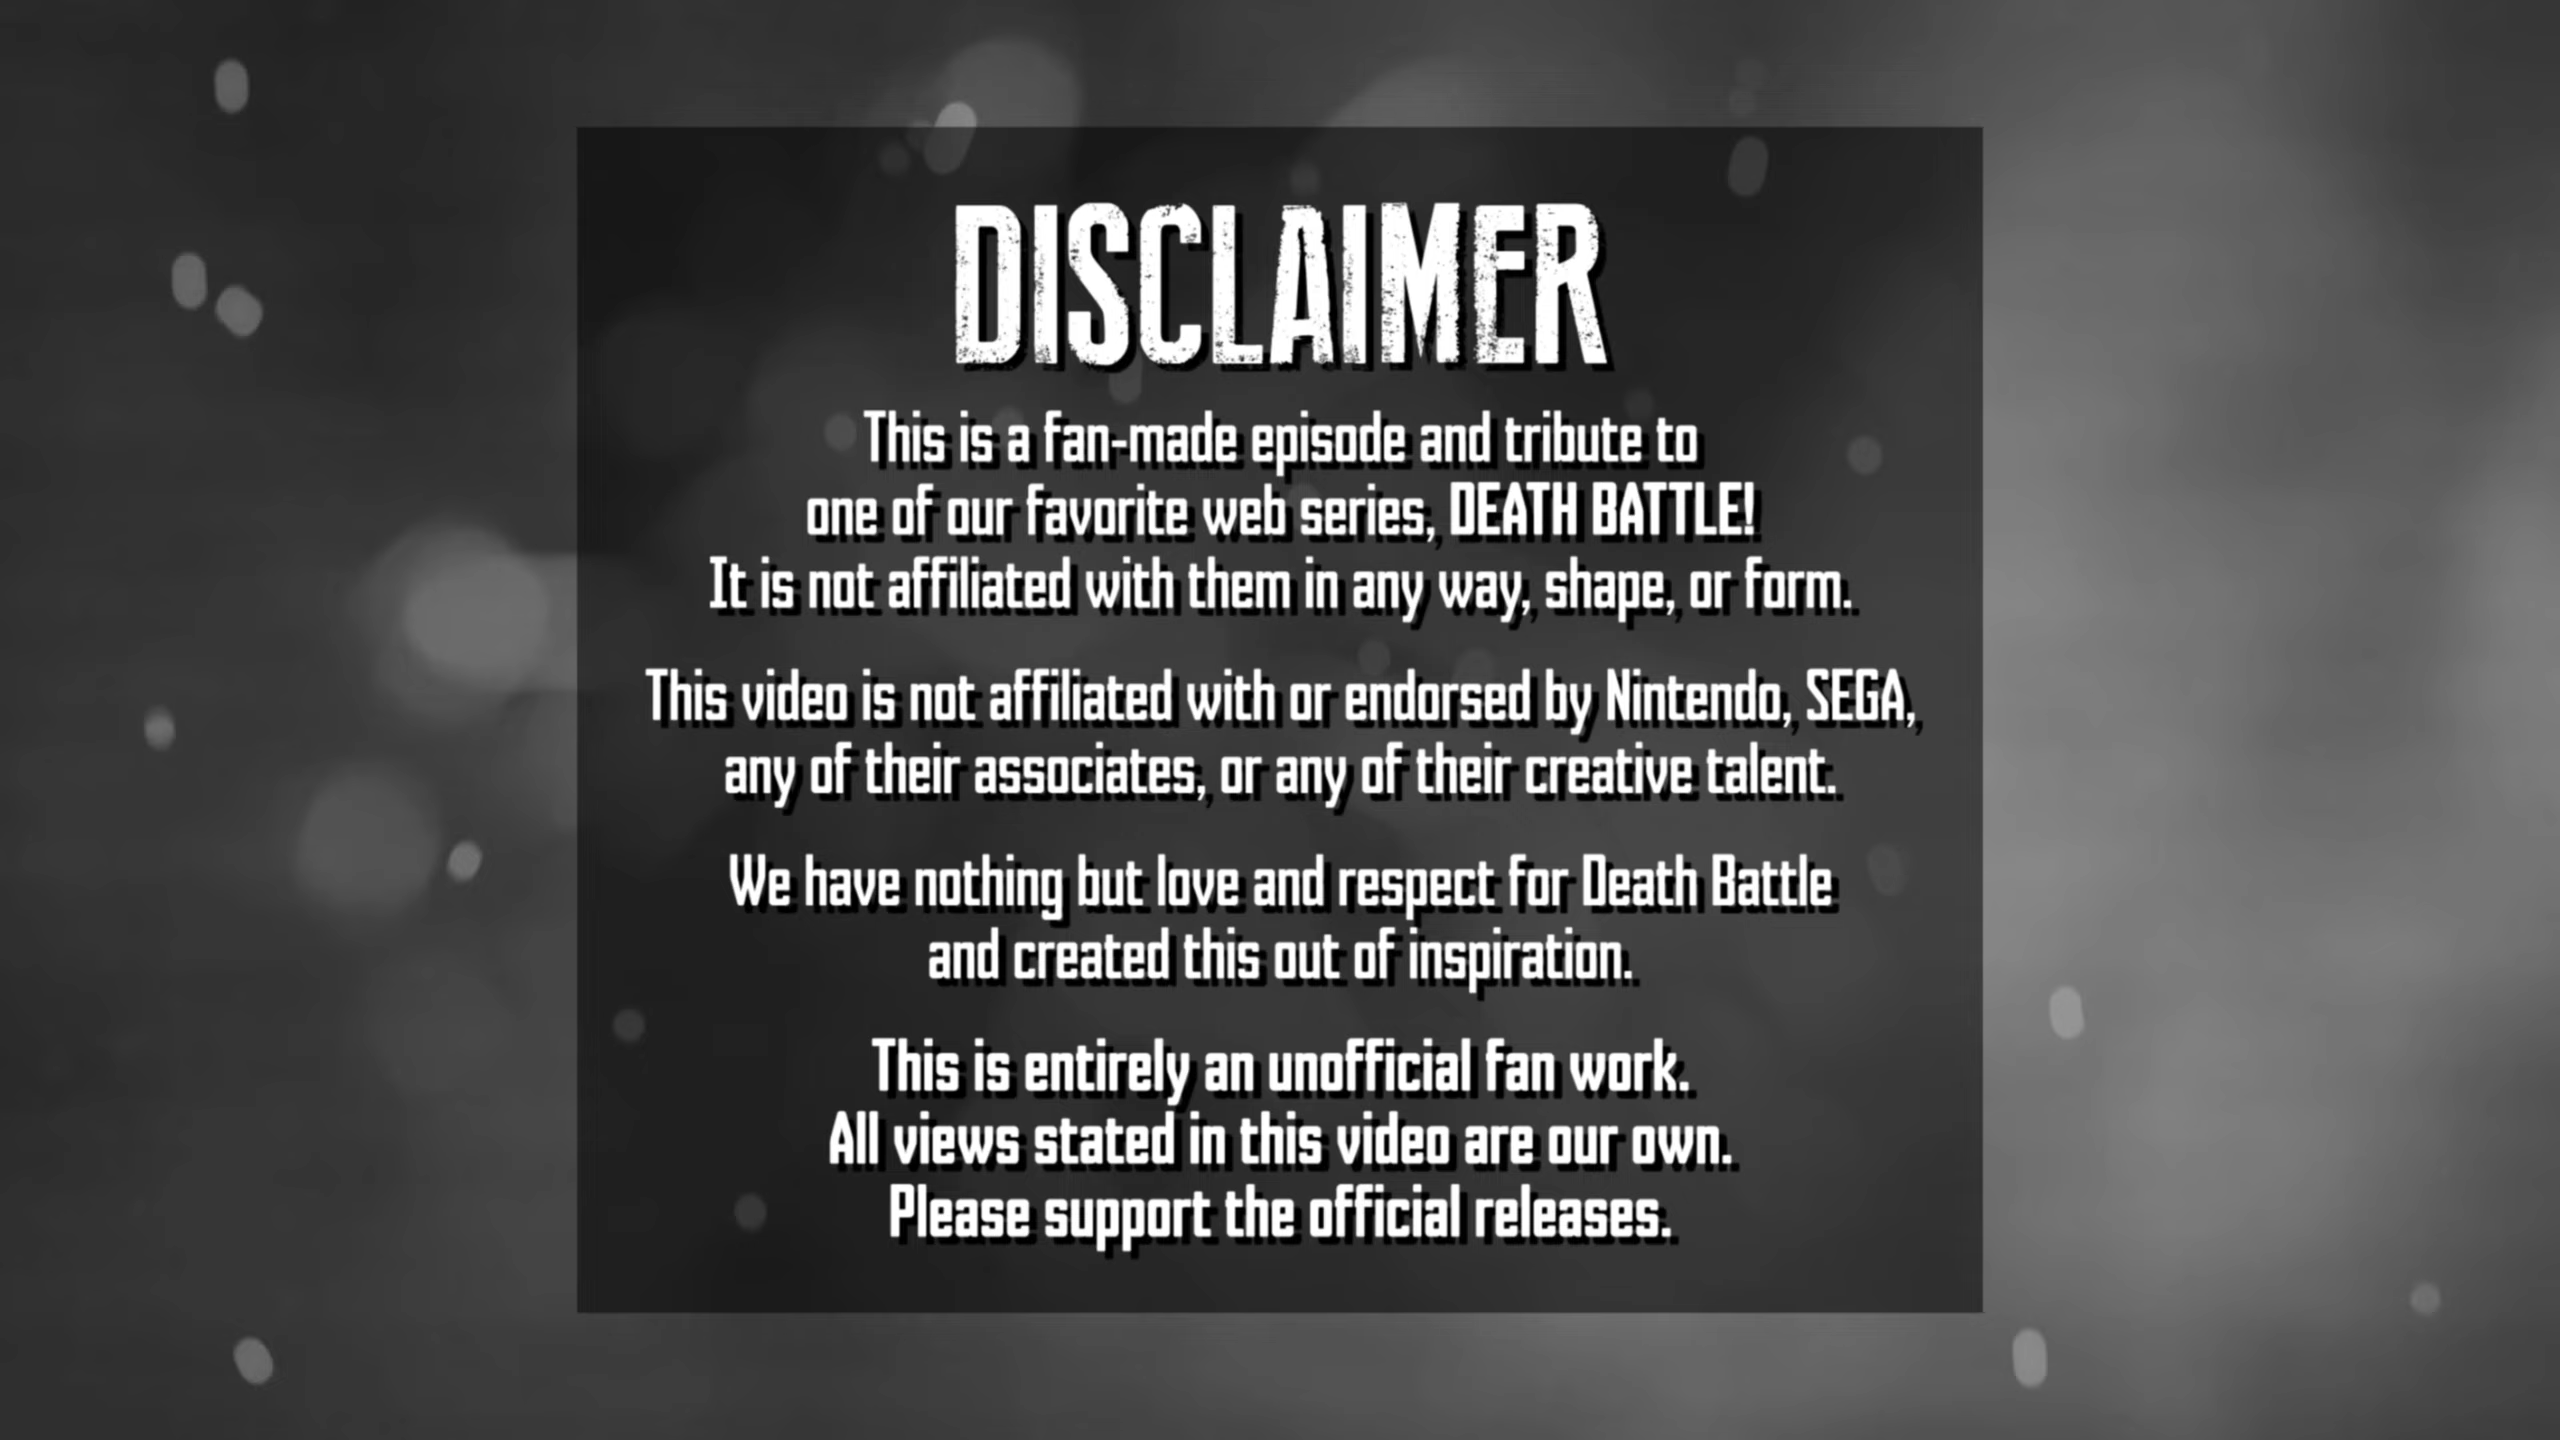 DISCLAIMER
This is a fan-made episode and tribute to
one of our favorite web series, DEATH BATTLE!
It is not affiliated with them in any way, shape, or form.
This video is not affiliated with or endorsed by Nintendo, SEGA,
any of their associates, or any of their creative talent.
We have nothing but love and respect for Death Battle
and created this out of inspiration.
This is entirely an unofficial fan work.
All views stated in this video are our own.
Please support the official releases.